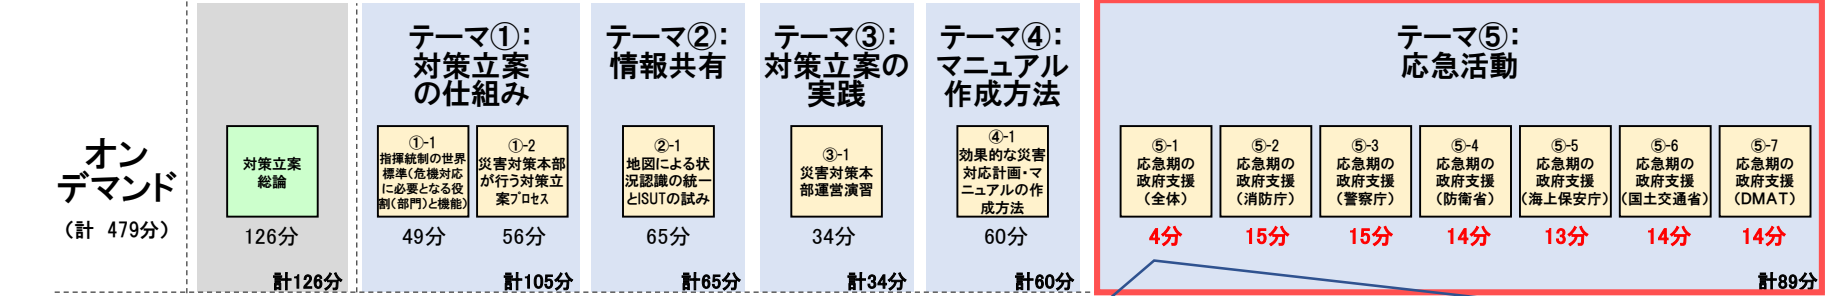 オン
デマンド
（計 479分）
対策立案
総論
126分
計126分
テーマ①：
対策立案
の仕組み
①-1
指揮統制の世界
標準（危機対応
に必要となる役
割（部門）と機能）
49分
①-2
災害対策本部
が行う対策立
案プロセス
56分
計105分
テーマ②：
情報共有
②-1
地図による状
況認識の統一
とISUTの試み
65分
計65分
テーマ③：
対策立案の
実践
③-1
災害対策本
部運営演習
34分
計34分
テーマ④：
マニュアル
作成方法
④-1
効果的な災害
対応計画・マ
ニュアルの作
成方法
60分
計60分
テーマ⑤：
応急活動
⑤-1
応急期の
政府支援
（全体）
4分
⑤-2
応急期の
政府支援
（消防庁）
15分
⑤-3
応急期の
政府支援
（警察庁）
15分
⑤-4
応急期の
政府支援
（防衛省）
14分
⑤-5
応急期の
政府支援
（海上保安庁）
13分
⑤-6
応急期の
政府支援
（国土交通省）
14分
⑤-7
応急期の
政府支援
（DMAT）
14分
計89分